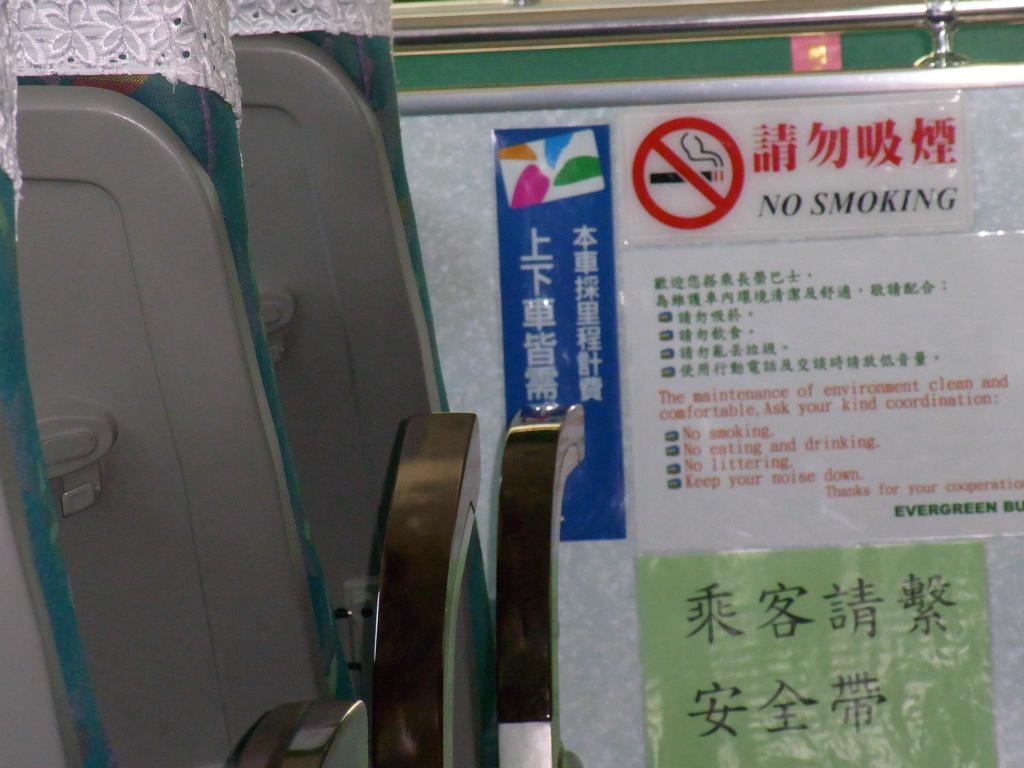 請勿吸煙
NO SMOKING
本車採里程計費
上下車皆需
歡迎您搭乘長榮巴士，
為維護車內環境清潔及舒適，敬請配合：
請勿吸菸。
請勿飲食。
請勿亂丟垃圾。
使用行動電話及交談時請放低音量。
The maintenance of environment clean and
comfortable, Ask your kind coordination:
No smoking.
No eating and drinking.
No littering.
Keep your noise down.
Thanks for your cooperation
EVERGREEN BU
乘客請繫
安全帶